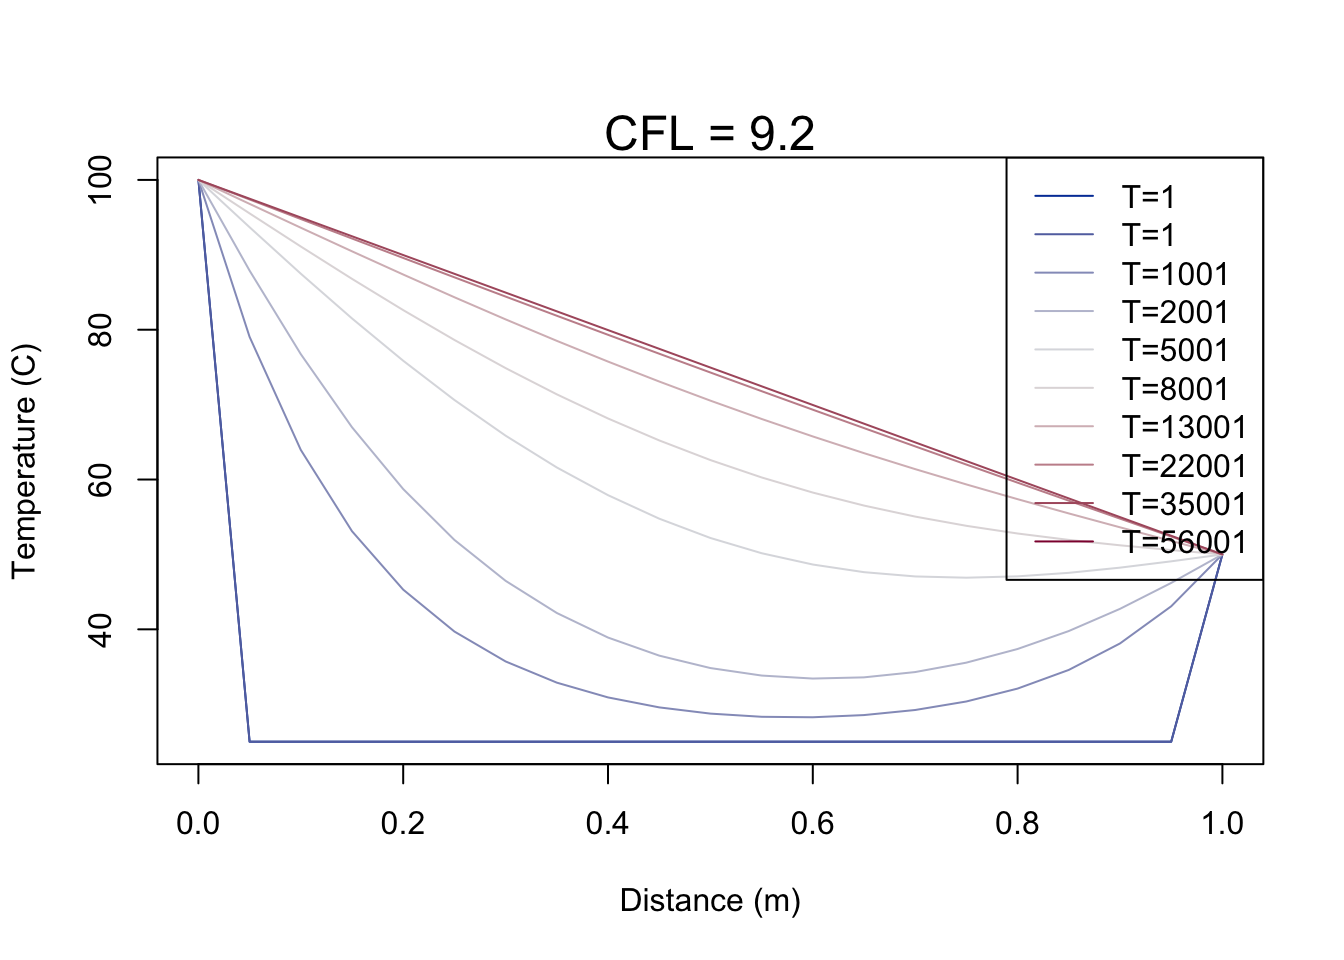 CFL = 9.2
100
80
60
40
Temperature (C)
T=1
T=1
T=1001
T=2001
T=5001
T=8001
T=13001
T=22001
T=35001
T=56001
0.0 0.2 0.4 0.6 0.8 1.0
Distance (m)